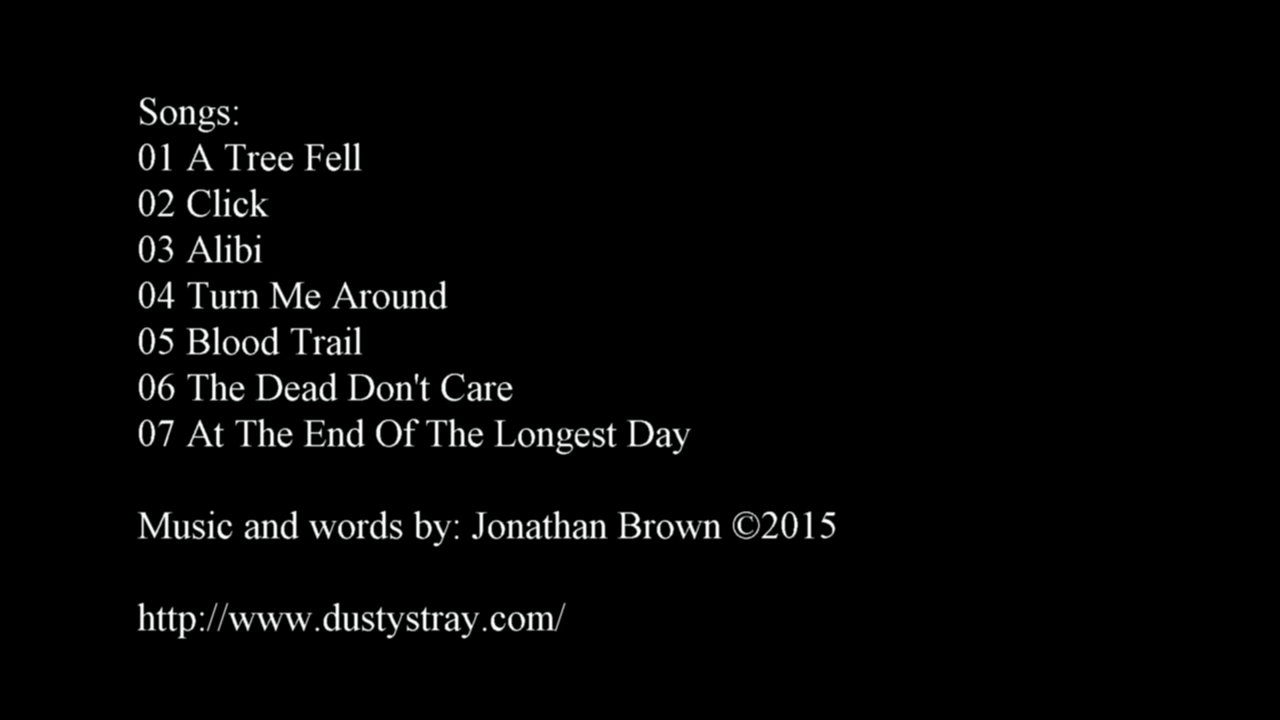 Songs:
01 A Tree Fell
02 Click
03 Alibi
04 Turn Me Around
05 Blood Trail
06 The Dead Don't Care
07 At The End Of The Longest Day
Music and words by: Jonathan Brown ©2015
http://www.dustystray.com/